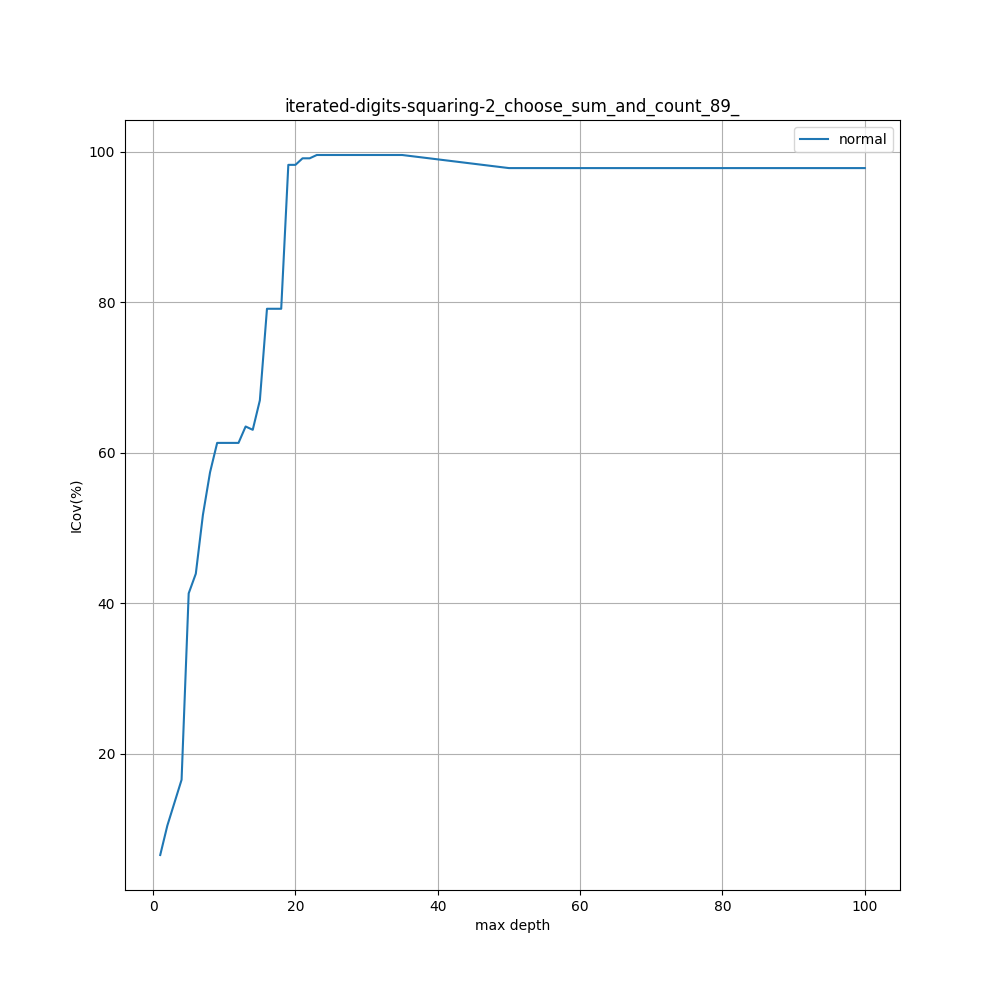 iterated-digits-squaring-2_choose_sum_and_count_89_
normal
100
80
60
40
20
ICov(%)
0 20 40 60 80 100
max depth